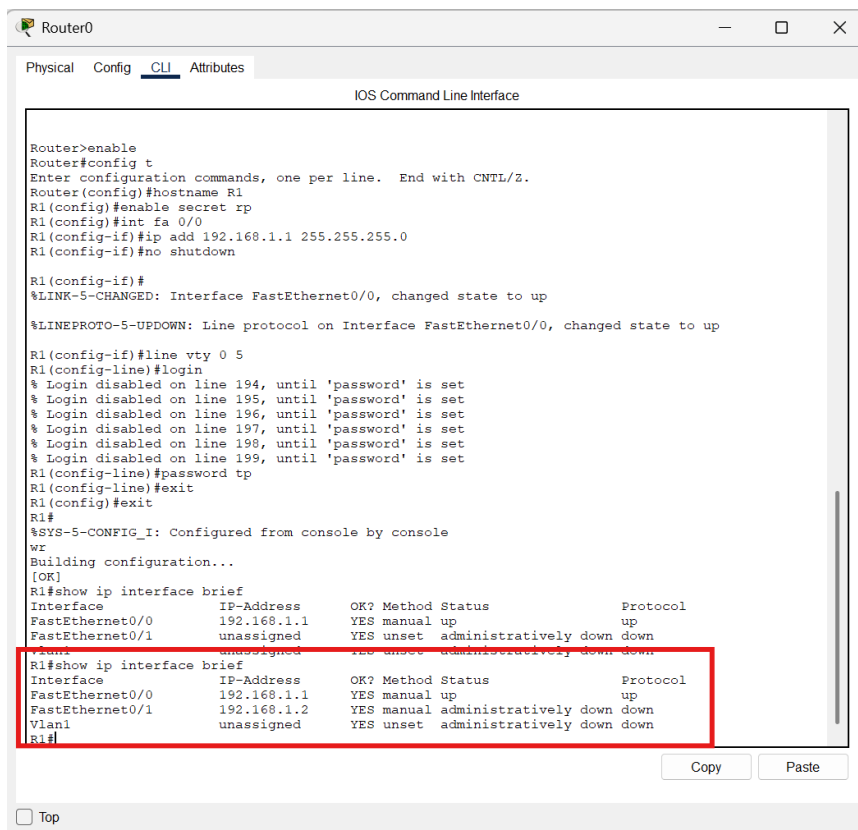 Router0
Physical Config CLI Attributes
IOS Command Line Interface
Router>enable
Router#config t
Enter configuration commands, one per line.  End with CNTL/Z.
Router(config)#hostname R1
R1(config)#enable secret rp
R1(config)#int fa 0/0
R1(config-if)#ip add 192.168.1.1 255.255.255.0
R1(config-if)#no shutdown
R1(config-if)#
%LINK-5-CHANGED: Interface FastEthernet0/0, changed state to up
%LINEPROTO-5-UPDOWN: Line protocol on Interface FastEthernet0/0, changed state to up
R1(config-if)#line vty 0 5
R1(config-line)#login
% Login disabled on line 194, until 'password' is set
% Login disabled on line 195, until 'password' is set
% Login disabled on line 196, until 'password' is set
% Login disabled on line 197, until 'password' is set
% Login disabled on line 198, until 'password' is set
% Login disabled on line 199, until 'password' is set
R1(config-line)#password tp
R1(config-line)#exit
R1(config)#exit
R1#
%SYS-5-CONFIG_I: Configured from console by console
wr
Building configuration...
[OK]
R1#show ip interface brief
Interface IP-Address OK? Method Status Protocol
FastEthernet0/0 192.168.1.1 YES manual up up
FastEthernet0/1 unassigned YES unset administratively down down
Vlan1 unassigned YES unset administratively down down
R1#show ip interface brief
Interface IP-Address OK? Method Status Protocol
FastEthernet0/0 192.168.1.1 YES manual up up
FastEthernet0/1 192.168.1.2 YES manual administratively down down
Vlan1 unassigned YES unset administratively down down
R1#
Copy Paste
Top